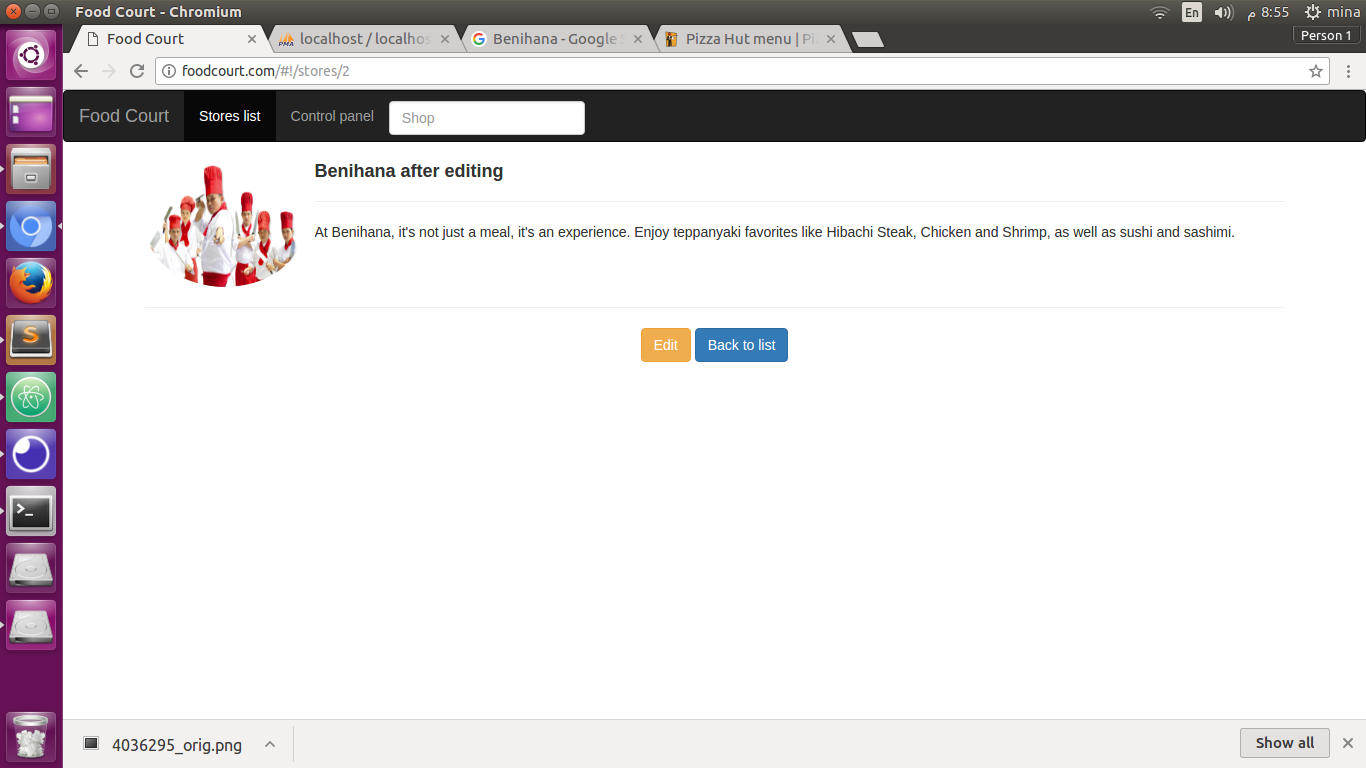 Food Court - Chromium
En
م 8:55
mina
Food Court
PMA
localhost / localhos
Benihana - Google S
Pizza Hut menu | Pi
Person 1
foodcourt.com/#!/stores/2
Food Court
Stores list
Control panel
Shop
Benihana after editing
At Benihana, it's not just a meal, it's an experience. Enjoy teppanyaki favorites like Hibachi Steak, Chicken and Shrimp, as well as sushi and sashimi.
Edit
Back to list
4036295_orig.png
Show all